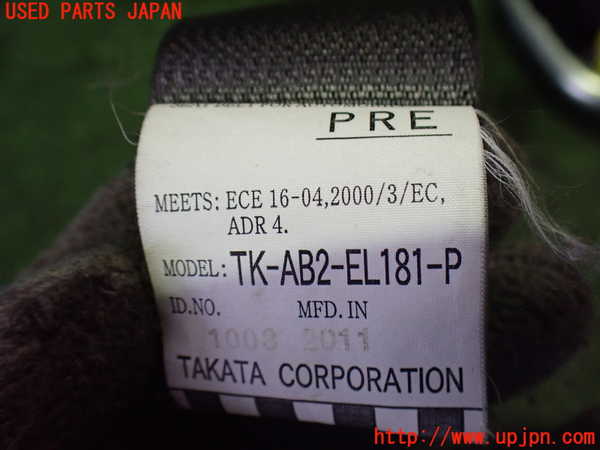 USED PARTS JAPAN
PRE
MEETS: ECE 16-04,2000/3/EC,
ADR 4.
MODEL: TK-AB2-EL181-P
ID.NO. MFD.IN
1003 2011
TAKATA CORPORATION
http://www.upjpn.com/